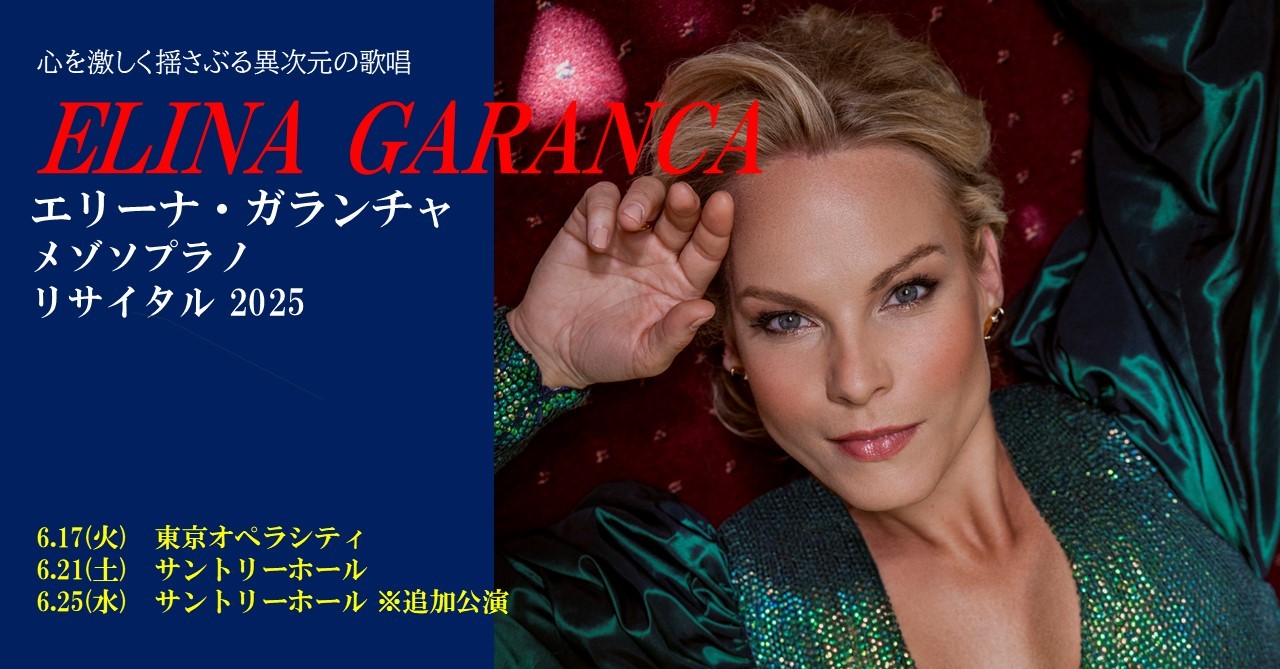 心を激しく揺さぶる異次元の歌唱
ELINA GARANCA
エリーナ・ガランチャ
メゾソプラノ
リサイタル 2025
6.17(火) 東京オペラシティ
6.21(土) サントリーホール
6.25(水) サントリーホール ※追加公演